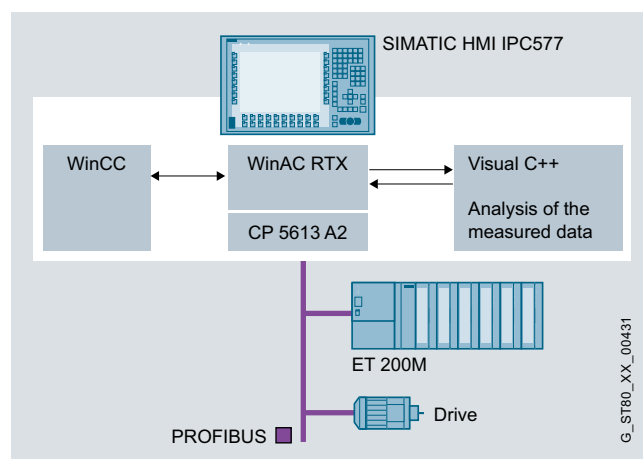 SIMATIC HMI IPC577
WinCC
WinAC RTX
Visual C++
Analysis of the
measured data
CP 5613 A2
ET 200M
Drive
PROFIBUS
G_ST80_XX_00431